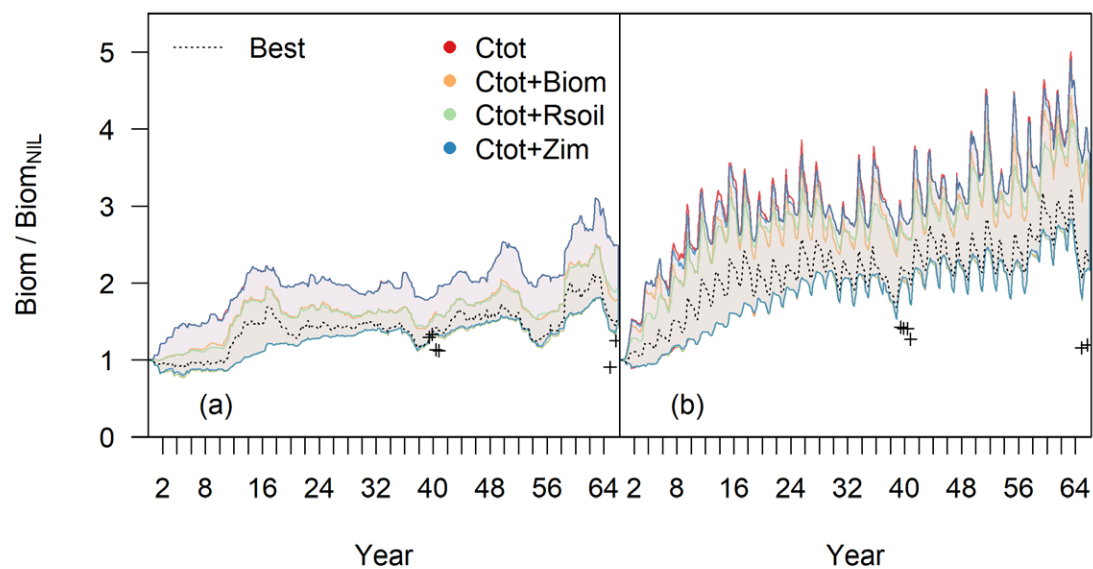 Biom / Biom_NIL
5
4
3
2
1
0
Best
Ctot
Ctot+Biom
Ctot+Rsoil
Ctot+Zim
(a)
(b)
2 8 16 24 32 40 48 56 64
2 8 16 24 32 40 48 56 64
Year
Year